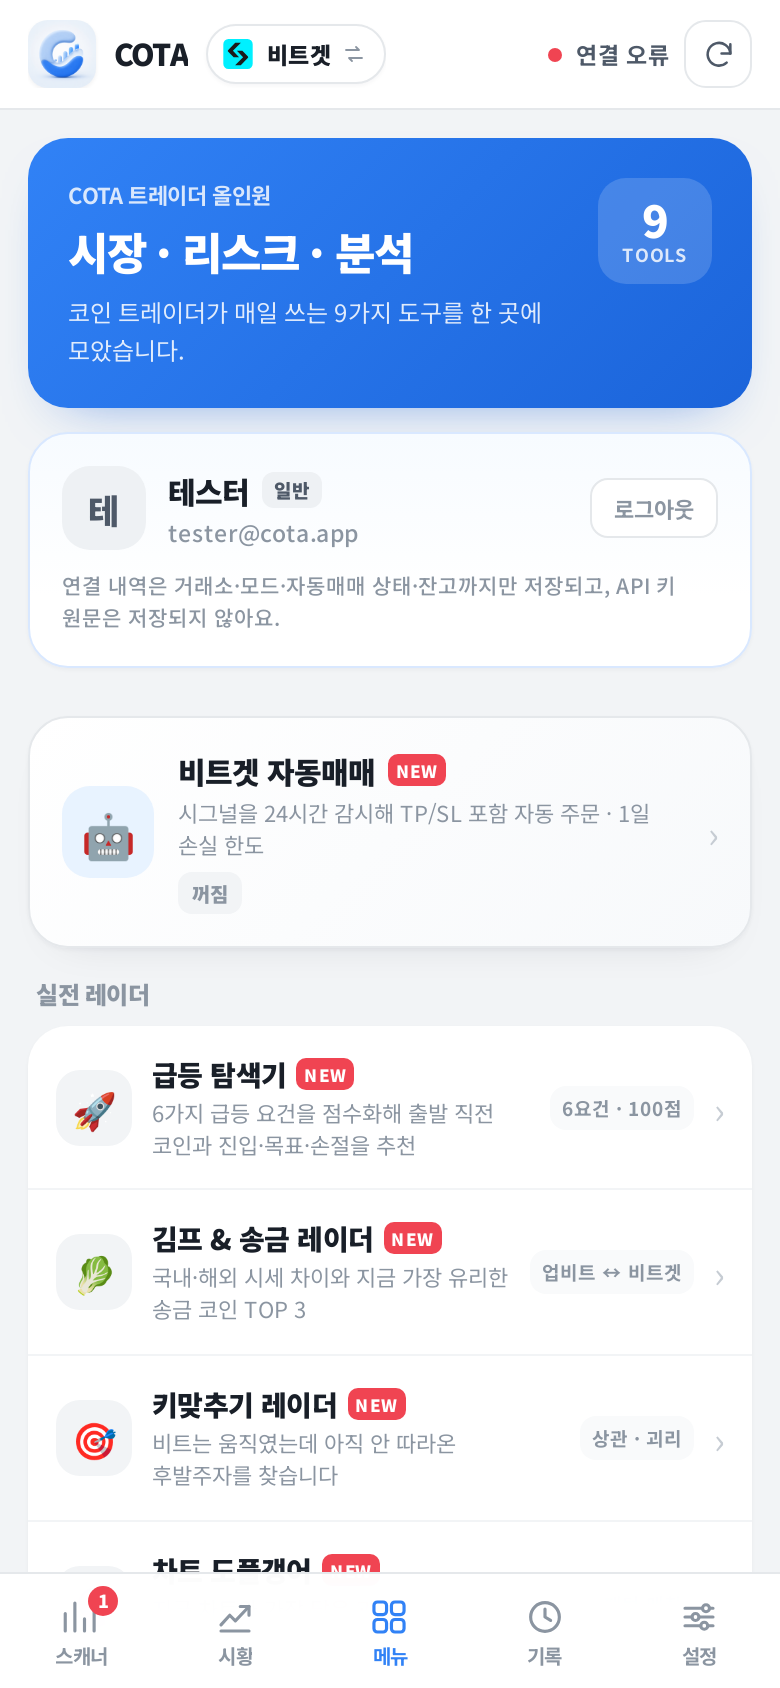 COTA
비트겟
연결 오류
COTA 트레이더 올인원
시장 · 리스크 · 분석
코인 트레이더가 매일 쓰는 9가지 도구를 한 곳에
모았습니다.
9
TOOLS
테
테스터
일반
tester@cota.app
로그아웃
연결 내역은 거래소·모드·자동매매 상태·잔고까지만 저장되고, API 키
원문은 저장되지 않아요.
비트겟 자동매매
NEW
시그널을 24시간 감시해 TP/SL 포함 자동 주문 · 1일
손실 한도
꺼짐
실전 레이더
급등 탐색기
NEW
6가지 급등 요건을 점수화해 출발 직전
코인과 진입·목표·손절을 추천
6요건 · 100점
김프 & 송금 레이더
NEW
국내·해외 시세 차이와 지금 가장 유리한
송금 코인 TOP 3
업비트 ↔ 비트겟
키맞추기 레이더
NEW
비트는 움직였는데 아직 안 따라온
후발주자를 찾습니다
상관 · 괴리
차트 도플갱어
NEW
1
스캐너
시황
메뉴
기록
설정